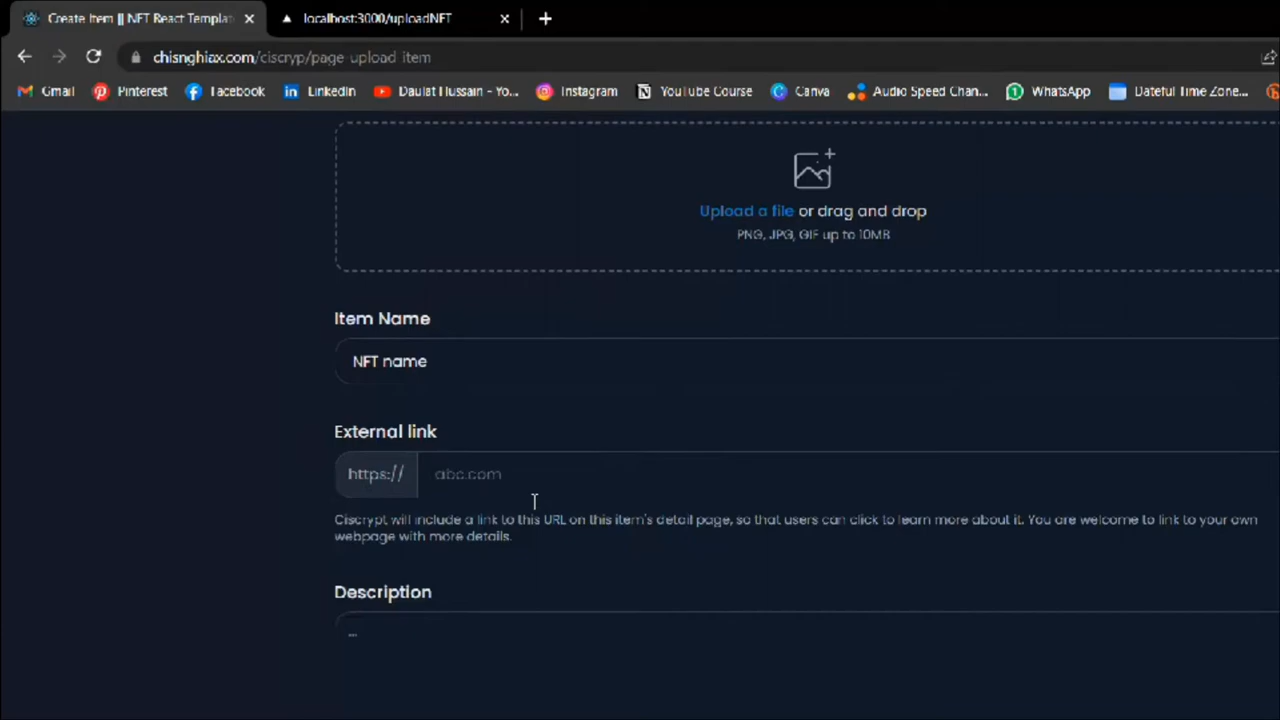 Create Item || NFT React Templat
localhost:3000/uploadNFT
chisnghiax.com/ciscryp/page-upload-item
Gmail Pinterest Facebook LinkedIn Daulat Hussain - Yo... Instagram YouTube Course Canva Audio Speed Chan... WhatsApp Dateful Time Zone...
Upload a file or drag and drop
PNG, JPG, GIF up to 10MB
Item Name
NFT name
External link
https:// abc.com
Ciscrypt will include a link to this URL on this item's detail page, so that users can click to learn more about it. You are welcome to link to your own
webpage with more details.
Description
...